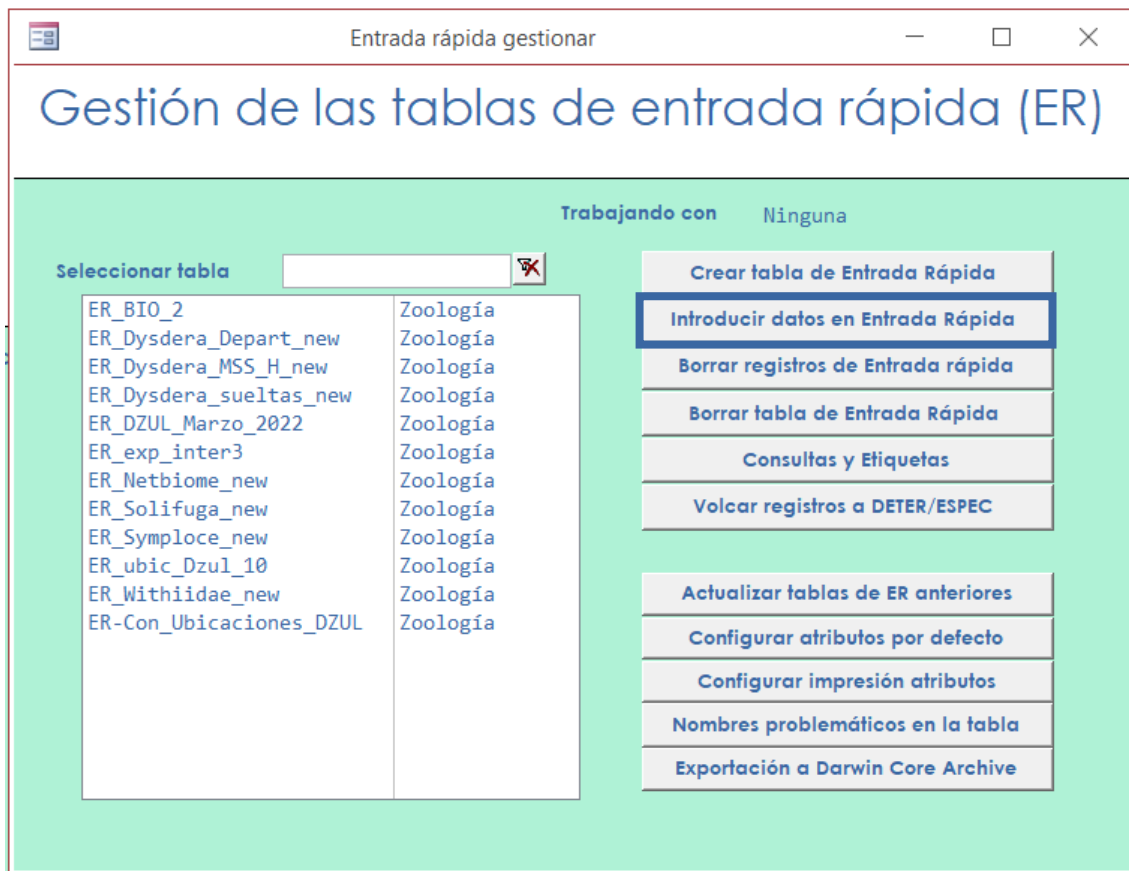 Entrada rápida gestionar
Gestión de las tablas de entrada rápida (ER)
Trabajando con Ninguna
Seleccionar tabla
ER_BIO_2 Zoología
ER_Dysdera_Depart_new Zoología
ER_Dysdera_MSS_H_new Zoología
ER_Dysdera_sueltas_new Zoología
ER_DZUL_Marzo_2022 Zoología
ER_exp_inter3 Zoología
ER_Netbiome_new Zoología
ER_Solifuga_new Zoología
ER_Symploce_new Zoología
ER_ubic_Dzul_10 Zoología
ER_Withiidae_new Zoología
ER-Con_Ubicaciones_DZUL Zoología
Crear tabla de Entrada Rápida
Introducir datos en Entrada Rápida
Borrar registros de Entrada rápida
Borrar tabla de Entrada Rápida
Consultas y Etiquetas
Volcar registros a DETER/ESPEC
Actualizar tablas de ER anteriores
Configurar atributos por defecto
Configurar impresión atributos
Nombres problemáticos en la tabla
Exportación a Darwin Core Archive